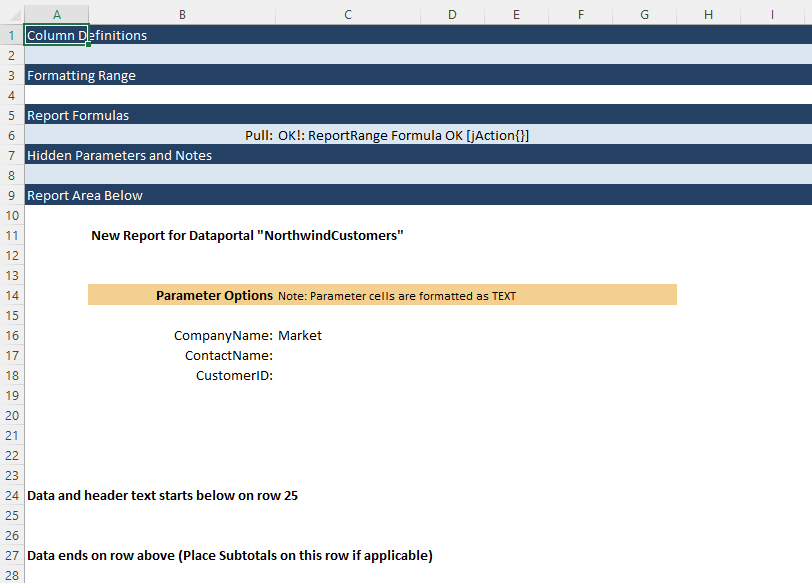 A B C D E F G H I
1 Column Definitions
2
3 Formatting Range
4
5 Report Formulas
6 Pull: OK!: ReportRange Formula OK [jAction{}]
7 Hidden Parameters and Notes
8
9 Report Area Below
10
11 New Report for Dataportal "NorthwindCustomers"
12
13
14 Parameter Options Note: Parameter cells are formatted as TEXT
15
16 CompanyName: Market
17 ContactName:
18 CustomerID:
19
20
21
22
23
24 Data and header text starts below on row 25
25
26
27 Data ends on row above (Place Subtotals on this row if applicable)
28